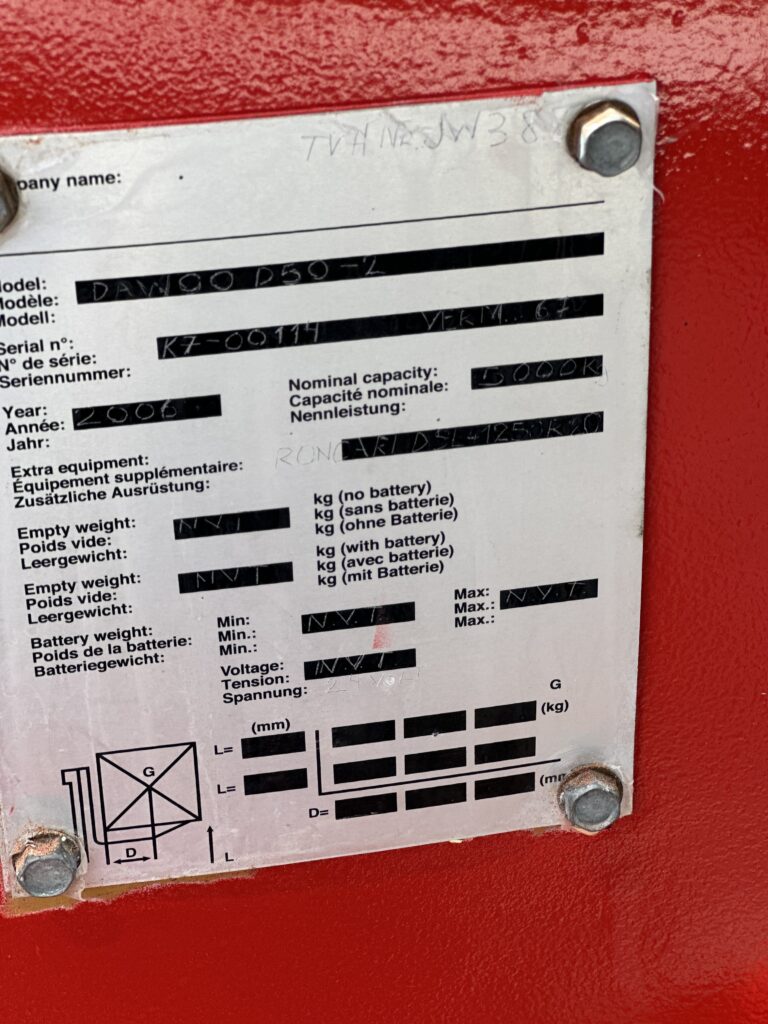 TVH Nr JW38
pany name:
odel: DAWOO D50-2
Modèle:
Modell:
Serial n°: K7-00114 VERM. 67
N° de série:
Seriennummer:
Year: 2006 Nominal capacity: 5000Kg
Année: Capacité nominale:
Jahr: Nennleistung:
Extra equipment:
Équipement supplémentaire:
Zusätzliche Ausrüstung:
Empty weight: N.V.T kg (no battery)
Poids vide: kg (sans batterie)
Leergewicht: kg (ohne Batterie)
Empty weight: N.V.T kg (with battery)
Poids vide: kg (avec batterie)
Leergewicht: kg (mit Batterie)
Battery weight: Min: N.V.T Max: N.V.T
Poids de la batterie: Min.: Max.:
Batteriegewicht: Min.: Max.:
Voltage: N.V.T
Tension:
Spannung:
G
(mm) (kg)
L=
L=
D= (mm
G
D
L